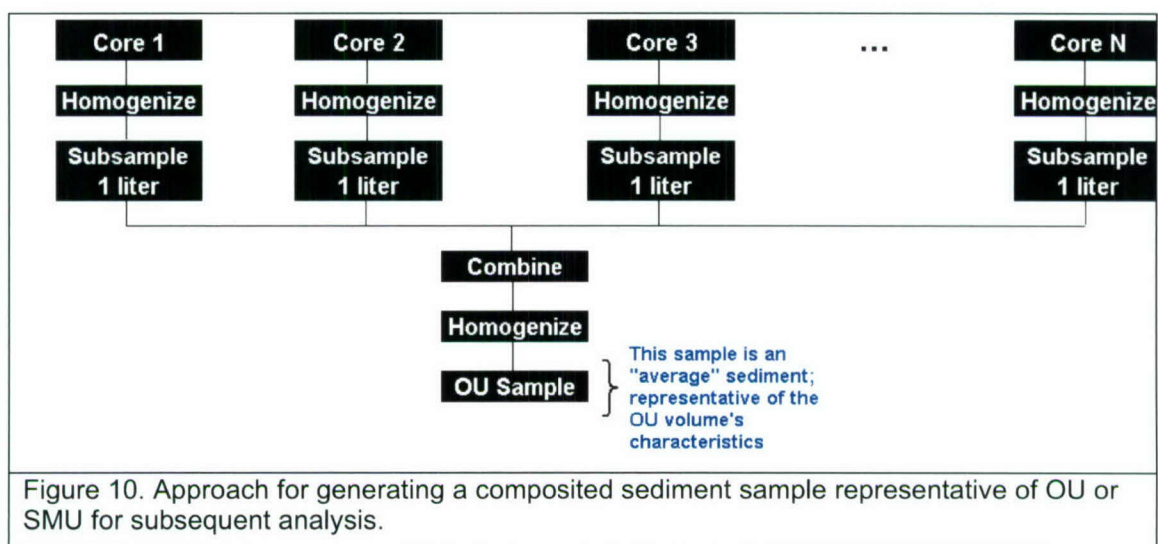 Core 1 Core 2 Core 3 ... Core N
Homogenize Homogenize Homogenize Homogenize
Subsample Subsample Subsample Subsample
1 liter 1 liter 1 liter 1 liter
Combine
Homogenize
OU Sample
This sample is an
"average" sediment;
representative of the
OU volume's
characteristics
Figure 10. Approach for generating a composited sediment sample representative of OU or
SMU for subsequent analysis.